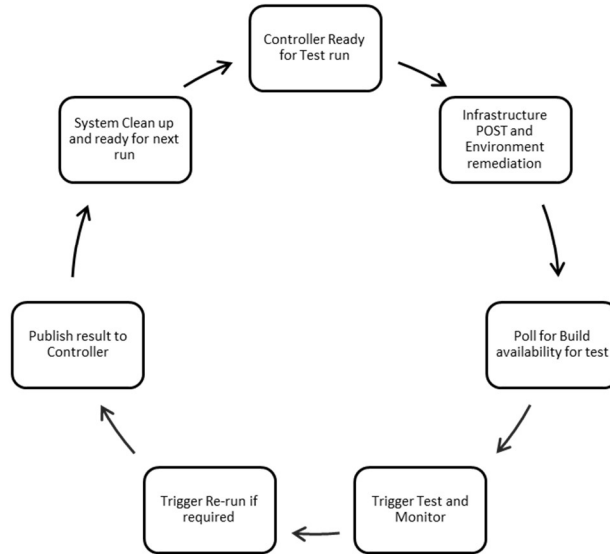 Controller Ready
for Test run
Infrastructure
POST and
Environment
remediation
Poll for Build
availability for test
Trigger Test and
Monitor
Trigger Re-run if
required
Publish result to
Controller
System Clean up
and ready for next
run